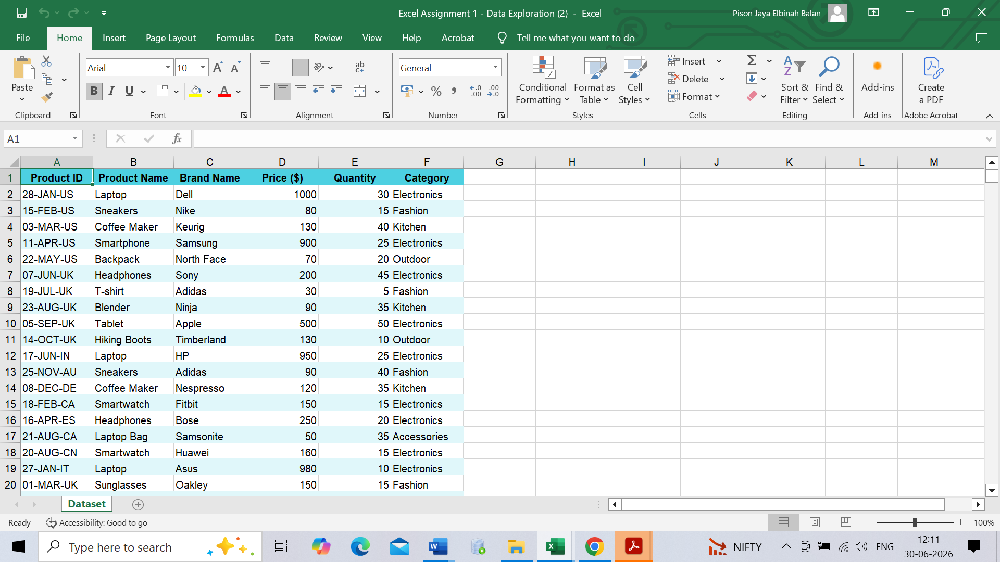 Excel Assignment 1 - Data Exploration (2) - Excel
Pison Jaya Elbinah Balan
File Home Insert Page Layout Formulas Data Review View Help Acrobat Tell me what you want to do
Paste
Clipboard
Arial 10
B I U A
Font
ab
c
Alignment
General
% , .0 .00 .00 .0
Number
Conditional Formatting
Format as Table
Cell Styles
Styles
Insert
Delete
Format
Cells
Sort & Filter
Find & Select
Editing
Add-ins
Add-ins
Create a PDF
Adobe Acrobat
A1 fx
A B C D E F G H I J K L M
1 Product ID Product Name Brand Name Price ($) Quantity Category
2 28-JAN-US Laptop Dell 1000 30 Electronics
3 15-FEB-US Sneakers Nike 80 15 Fashion
4 03-MAR-US Coffee Maker Keurig 130 40 Kitchen
5 11-APR-US Smartphone Samsung 900 25 Electronics
6 22-MAY-US Backpack North Face 70 20 Outdoor
7 07-JUN-UK Headphones Sony 200 45 Electronics
8 19-JUL-UK T-shirt Adidas 30 5 Fashion
9 23-AUG-UK Blender Ninja 90 35 Kitchen
10 05-SEP-UK Tablet Apple 500 50 Electronics
11 14-OCT-UK Hiking Boots Timberland 130 10 Outdoor
12 17-JUN-IN Laptop HP 950 25 Electronics
13 25-NOV-AU Sneakers Adidas 90 40 Fashion
14 08-DEC-DE Coffee Maker Nespresso 120 35 Kitchen
15 18-FEB-CA Smartwatch Fitbit 150 15 Electronics
16 16-APR-ES Headphones Bose 250 20 Electronics
17 21-AUG-CA Laptop Bag Samsonite 50 35 Accessories
18 20-AUG-CN Smartwatch Huawei 160 15 Electronics
19 27-JAN-IT Laptop Asus 980 10 Electronics
20 01-MAR-UK Sunglasses Oakley 150 15 Fashion
Dataset
Ready Accessibility: Good to go 100%
Type here to search
NIFTY ENG
12:11
30-06-2026